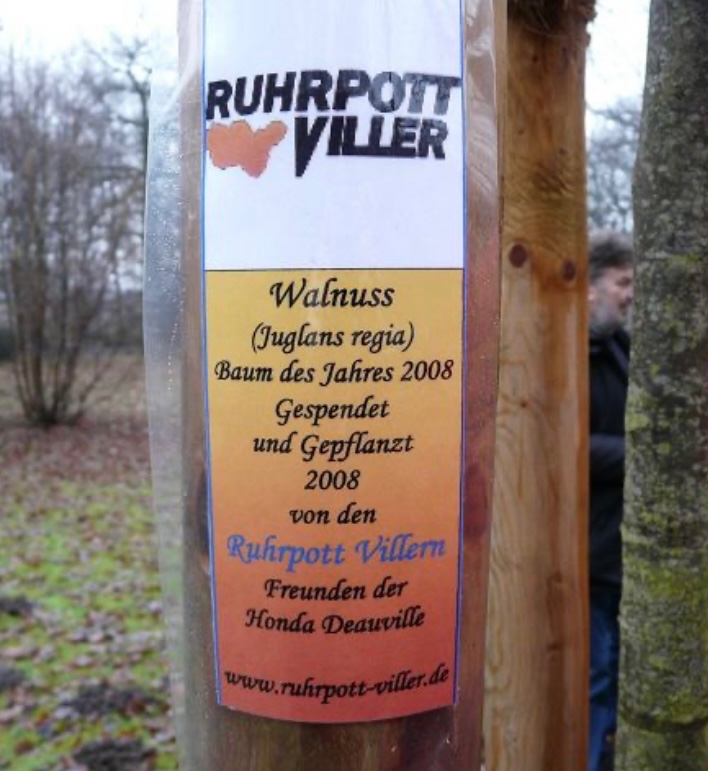 RUHRPOTT
VILLER
Walnuss
(Juglans regia)
Baum des Jahres 2008
Gespendet
und Gepflanzt
2008
von den
Ruhrpott Villern
Freunden der
Honda Deauville
www.ruhrpott-viller.de